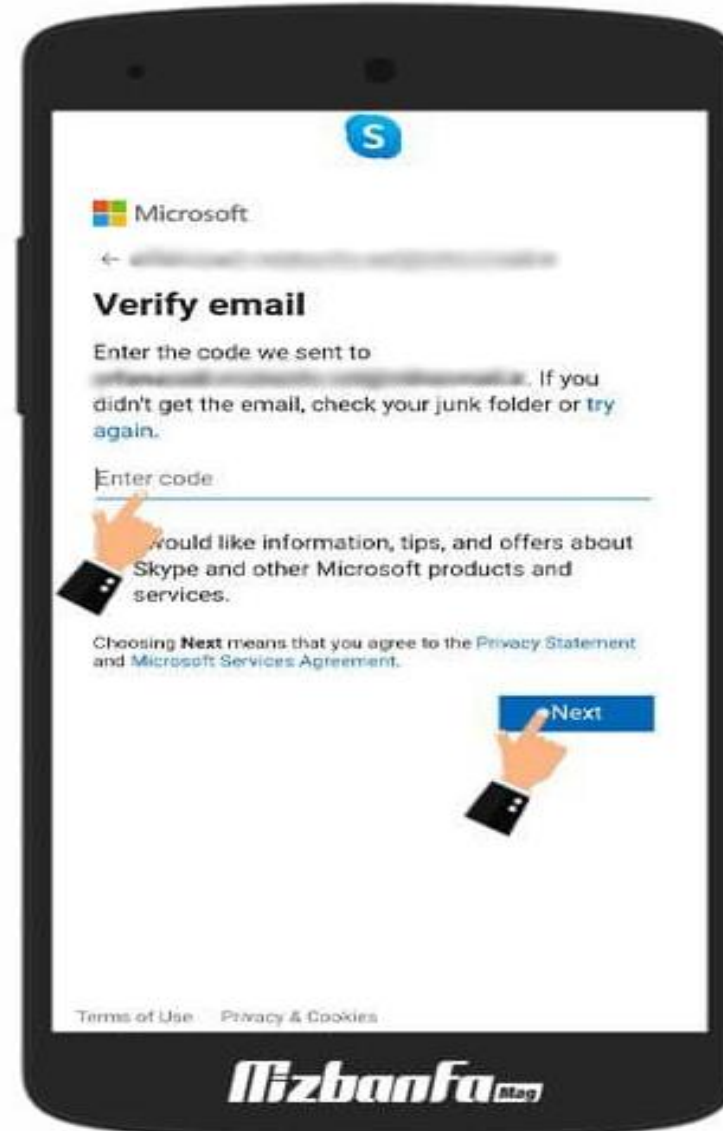 S
Microsoft
←
Verify email
Enter the code we sent to
. If you
didn't get the email, check your junk folder or try
again.
Enter code
would like information, tips, and offers about
Skype and other Microsoft products and
services.
Choosing Next means that you agree to the Privacy Statement
and Microsoft Services Agreement.
Next
Terms of Use Privacy & Cookies
MizbanFa Mag